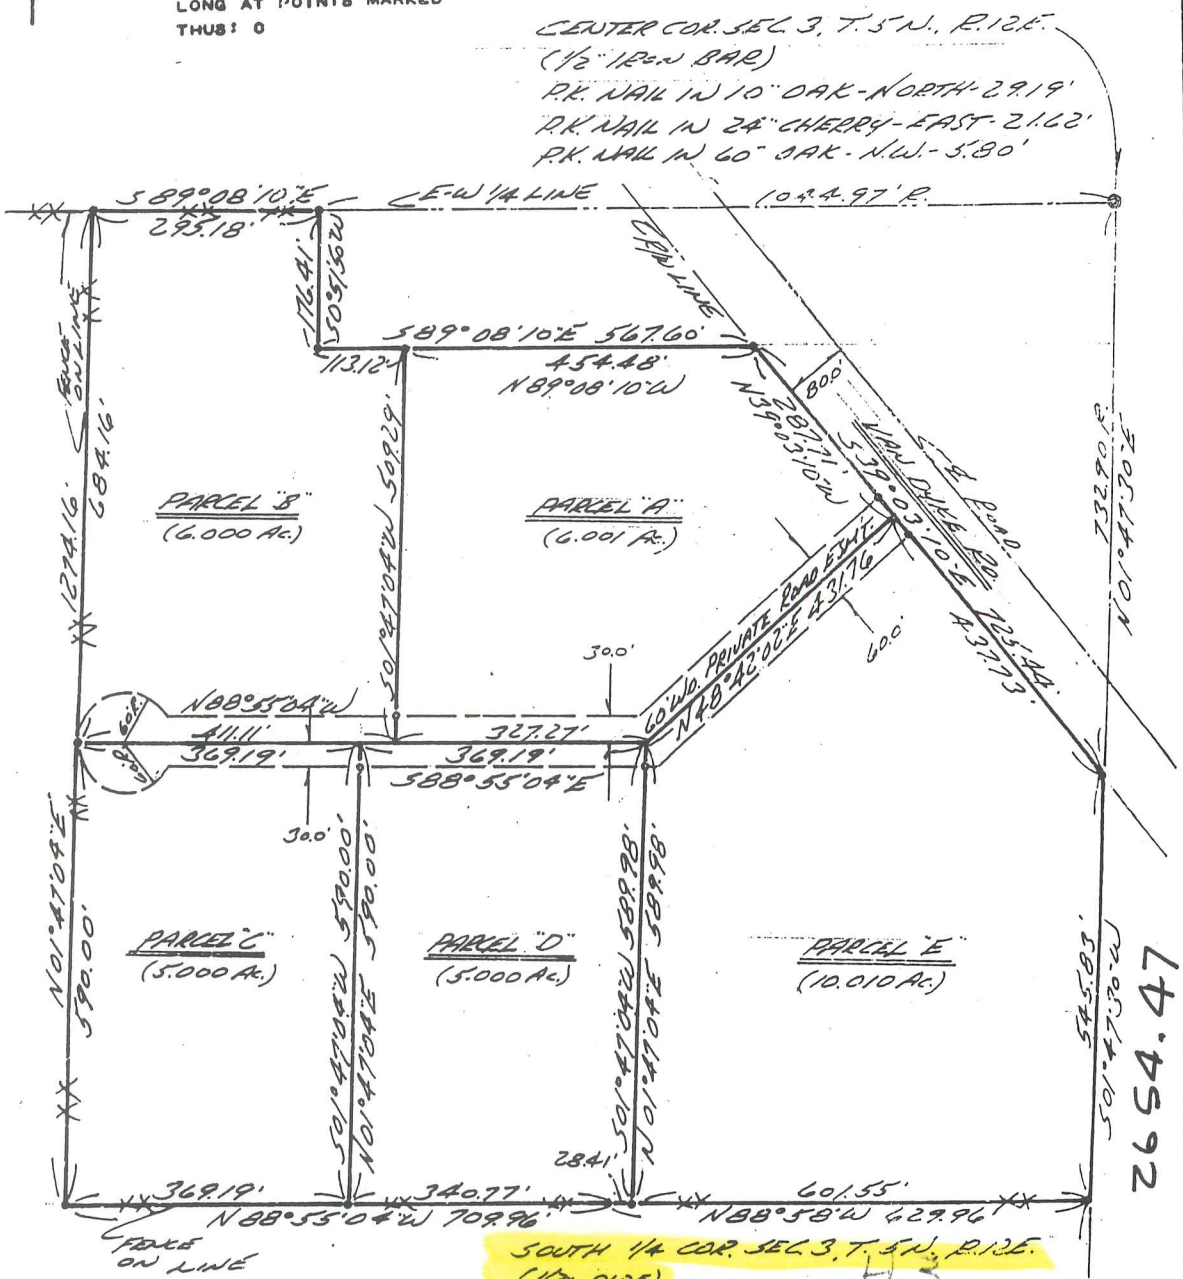 LONG AT POINTS MARKED
THUS: O
CENTER COR. SEC 3, T. 5 N., R.12E.
(1/2" IRON BAR)
P.K. NAIL IN 10" OAK-NORTH-29.19'
P.K. NAIL IN 24" CHERRY-EAST-21.62'
P.K. NAIL IN 60" OAK-N.W.-5.80'
S 89°08'10"E
295.18'
E-W 1/4 LINE
1044.97' R.
176.41'
S0°51'50"W
R/W LINE
FENCE
ON LINE
S89°08'10"E 567.60'
113.12'
454.48'
N89°08'10"W
80.0'
287.71'
N39°03'10"W
VAN DYKE RD.
℄ ROAD
S39°03'10"E 725.44'
437.73'
732.90' R.
N01°47'30"E
1274.16'
684.16'
PARCEL "B"
(6.000 Ac.)
S01°47'04"W 509.29'
PARCEL "A"
(6.001 Ac.)
60' WD. PRIVATE ROAD ESMT.
N48°42'02"E 431.76'
60.0'
30.0'
N88°55'04"W
60'R.
60'R.
411.11'
327.27'
369.19'
369.19'
S88°55'04"E
30.0'
N01°47'04"E
590.00'
PARCEL "C"
(5.000 Ac.)
S01°47'04"W 590.00'
N01°47'04"E 590.00'
PARCEL "D"
(5.000 Ac.)
S01°47'04"W 589.98'
N01°47'04"E 589.98'
PARCEL "E"
(10.010 Ac.)
545.83'
S01°47'30"W
2654.47
28.41'
369.19'
340.77'
601.55'
N88°55'04"W 709.96'
N88°58'W 629.96'
FENCE
ON LINE
SOUTH 1/4 COR. SEC 3, T. 5 N., R.12E.